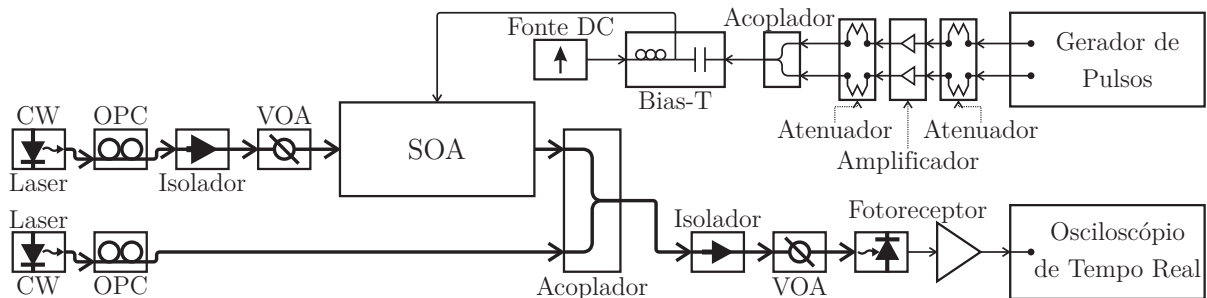 Fonte DC
Acoplador
Gerador de
Pulsos
Bias-T
Atenuador
Atenuador
Amplificador
CW
OPC
VOA
SOA
Laser
Isolador
Laser
Isolador
Fotoreceptor
Osciloscópio
de Tempo Real
CW
OPC
Acoplador
VOA